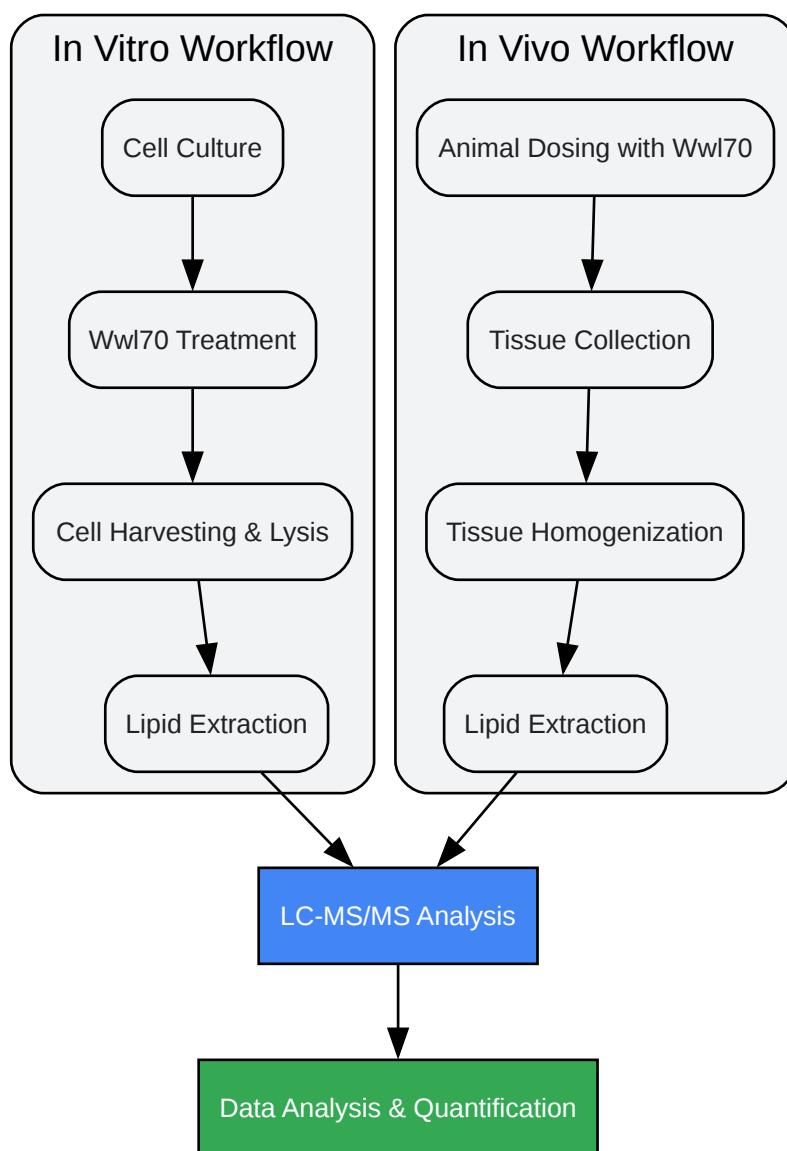 In Vitro Workflow
Cell Culture
Wwl70 Treatment
Cell Harvesting & Lysis
Lipid Extraction
In Vivo Workflow
Animal Dosing with Wwl70
Tissue Collection
Tissue Homogenization
Lipid Extraction
LC-MS/MS Analysis
Data Analysis & Quantification